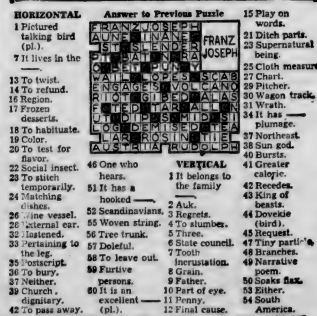 HORIZONTAL
1 Pictured
talking bird
(pl.).
7 It lives in the
—.
13 To twist.
14 To refund.
16 Region.
17 Frozen
desserts.
18 To habituate.
19 Color.
20 To test for
flavor.
22 Social insect.
23 To stitch
temporarily.
24 Matching
dishes.
26 Wine vessel.
28 External ear.
32 Hastened.
33 Pertaining to
the leg.
35 Postscript.
36 To bury.
37 Neither.
39 Church
dignitary.
42 To pass away.
Answer to Previous Puzzle
FRANZ JOSEPH
FRANZ
JOSEPH
46 One who
hears.
51 It has a
hooked —.
52 Scandinavians.
55 Woven string.
56 Tree trunk.
57 Doleful.
58 To leave out.
59 Furtive
persons.
60 It is an
excellent —
(pl.).
VERTICAL
1 It belongs to
the family
—
2 Auk.
3 Regrets.
4 To slumber.
5 Three.
6 State council.
7 Tooth
incrustation.
8 Grain.
9 Father.
10 Part of eye.
11 Penny.
12 Final cause.
15 Play on
words.
21 Ditch parts.
23 Supernatural
being.
25 Cloth measure
27 Chart.
29 Pitcher.
30 Wagon track.
31 Wrath.
34 It has —
plumage.
37 Northeast.
38 Sun god.
40 Bursts.
41 Greater
calorie.
42 Recedes.
43 King of
beasts.
44 Dovekie
(bird).
45 Request.
47 Tiny particle.
48 Branches.
49 Narrative
poem.
50 Soaks flax.
53 Either.
54 South
America.